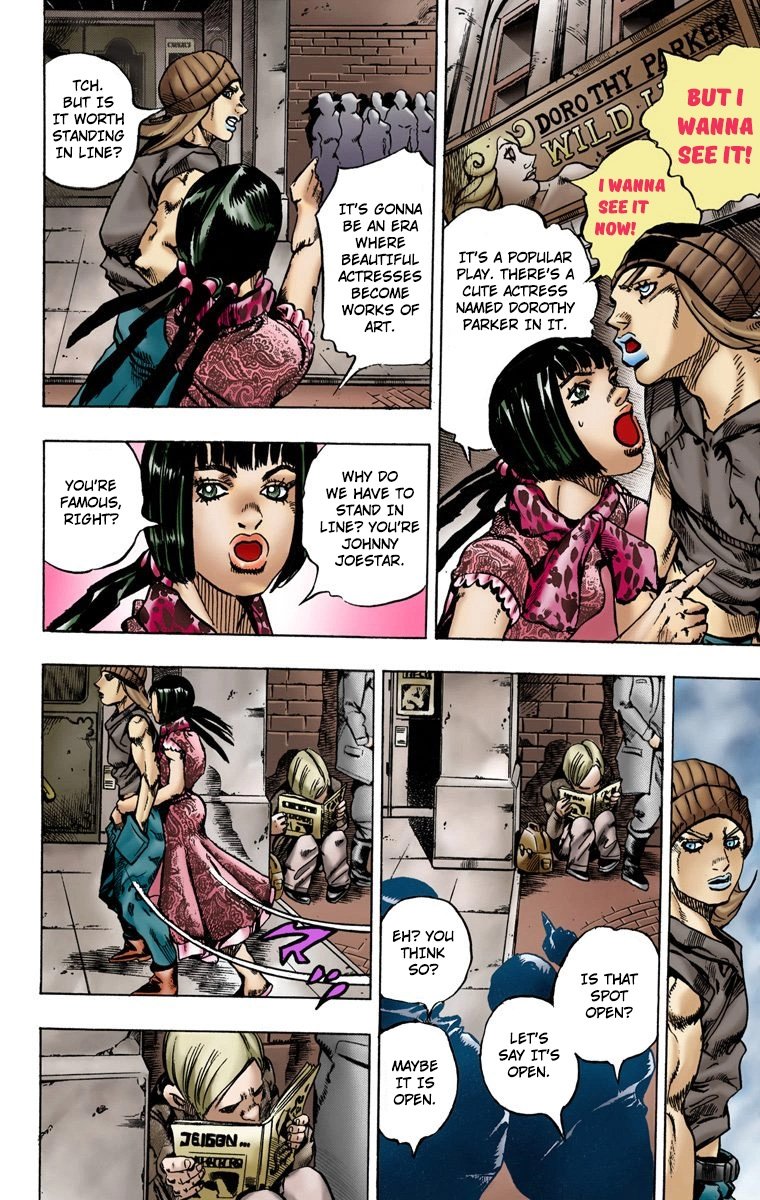 DOROTHY PARKER
WILD
BUT I
WANNA
SEE IT!
I WANNA
SEE IT
NOW!
IT'S A POPULAR
PLAY. THERE'S A
CUTE ACTRESS
NAMED DOROTHY
PARKER IN IT.
TCH.
BUT IS
IT WORTH
STANDING
IN LINE?
IT'S GONNA
BE AN ERA
WHERE
BEAUTIFUL
ACTRESSES
BECOME
WORKS OF
ART.
WHY DO
WE HAVE TO
STAND IN
LINE? YOU'RE
JOHNNY
JOESTAR.
YOU'RE
FAMOUS,
RIGHT?
IS THAT
SPOT
OPEN?
LET'S
SAY IT'S
OPEN.
EH? YOU
THINK
SO?
MAYBE
IT IS
OPEN.